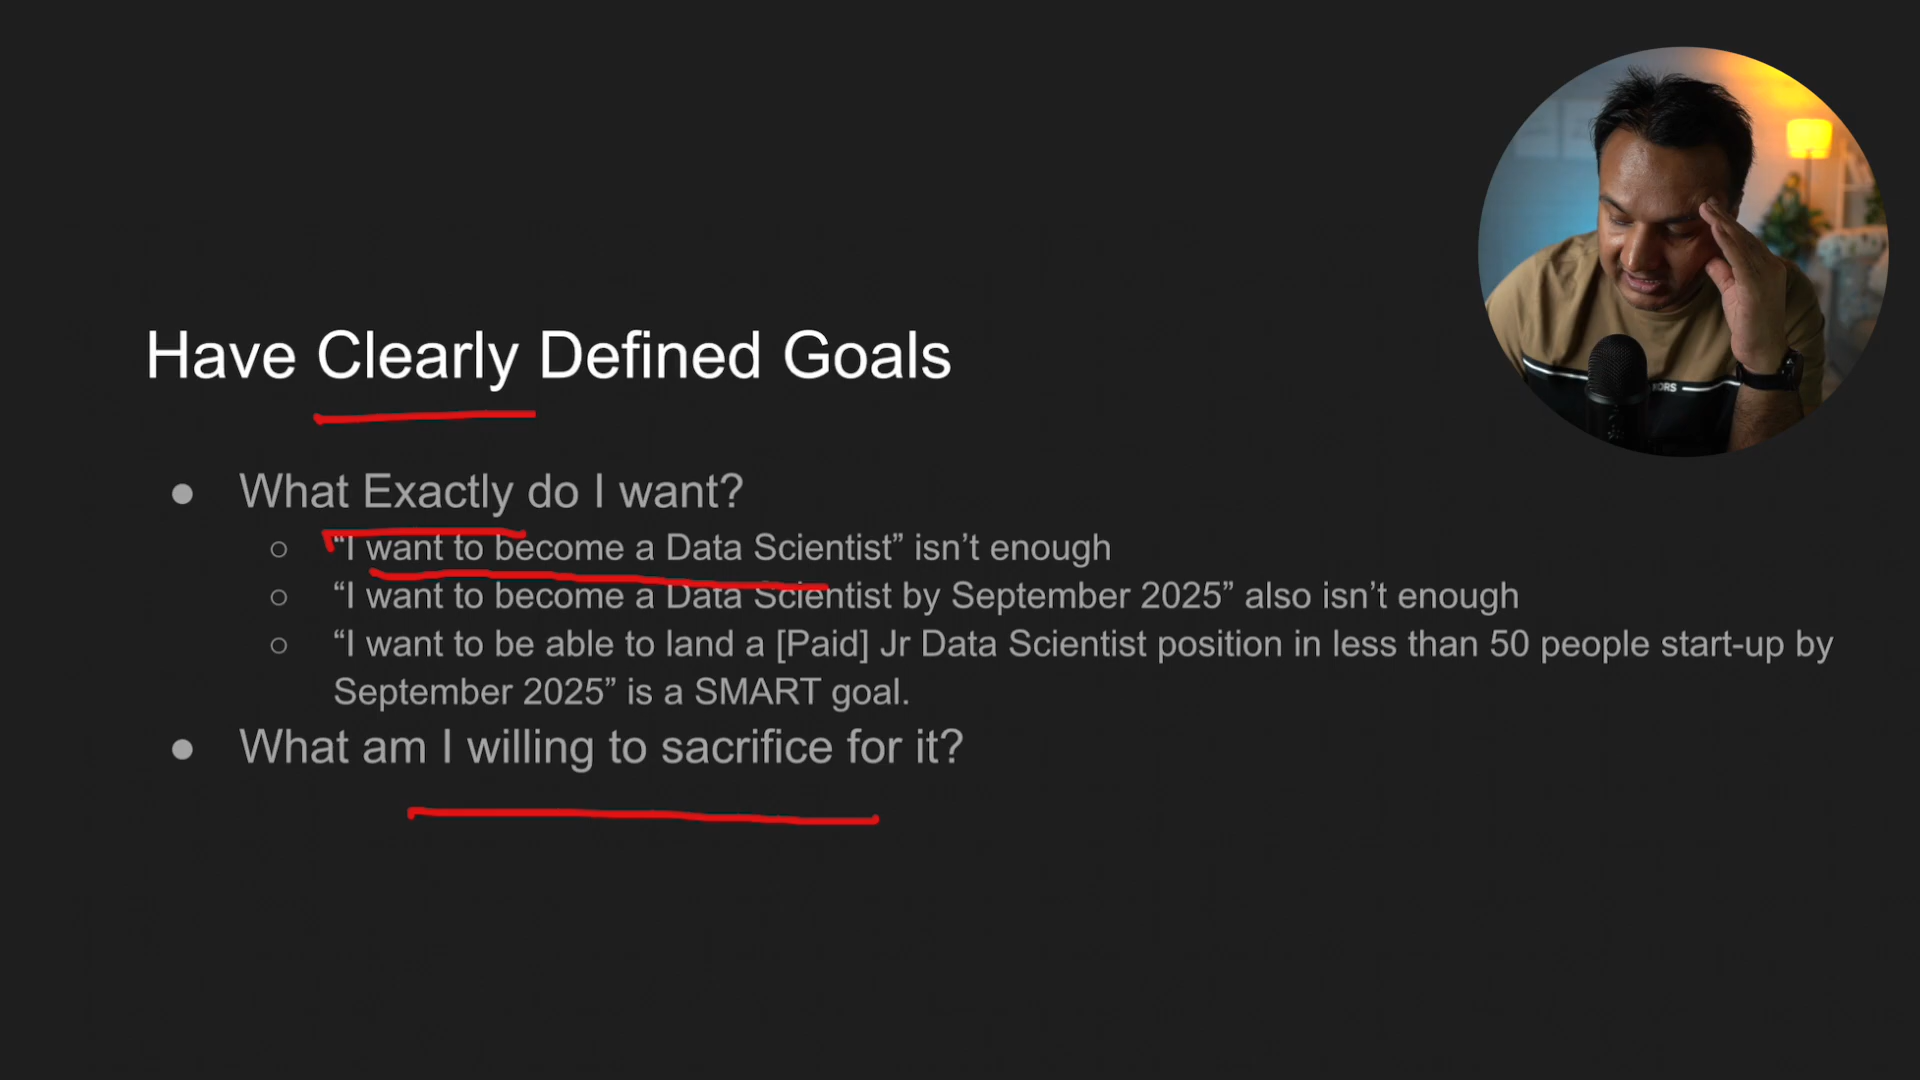 Have Clearly Defined Goals
● What Exactly do I want?
○ “I want to become a Data Scientist” isn’t enough
○ “I want to become a Data Scientist by September 2025” also isn’t enough
○ “I want to be able to land a [Paid] Jr Data Scientist position in less than 50 people start-up by
September 2025” is a SMART goal.
● What am I willing to sacrifice for it?
KORS